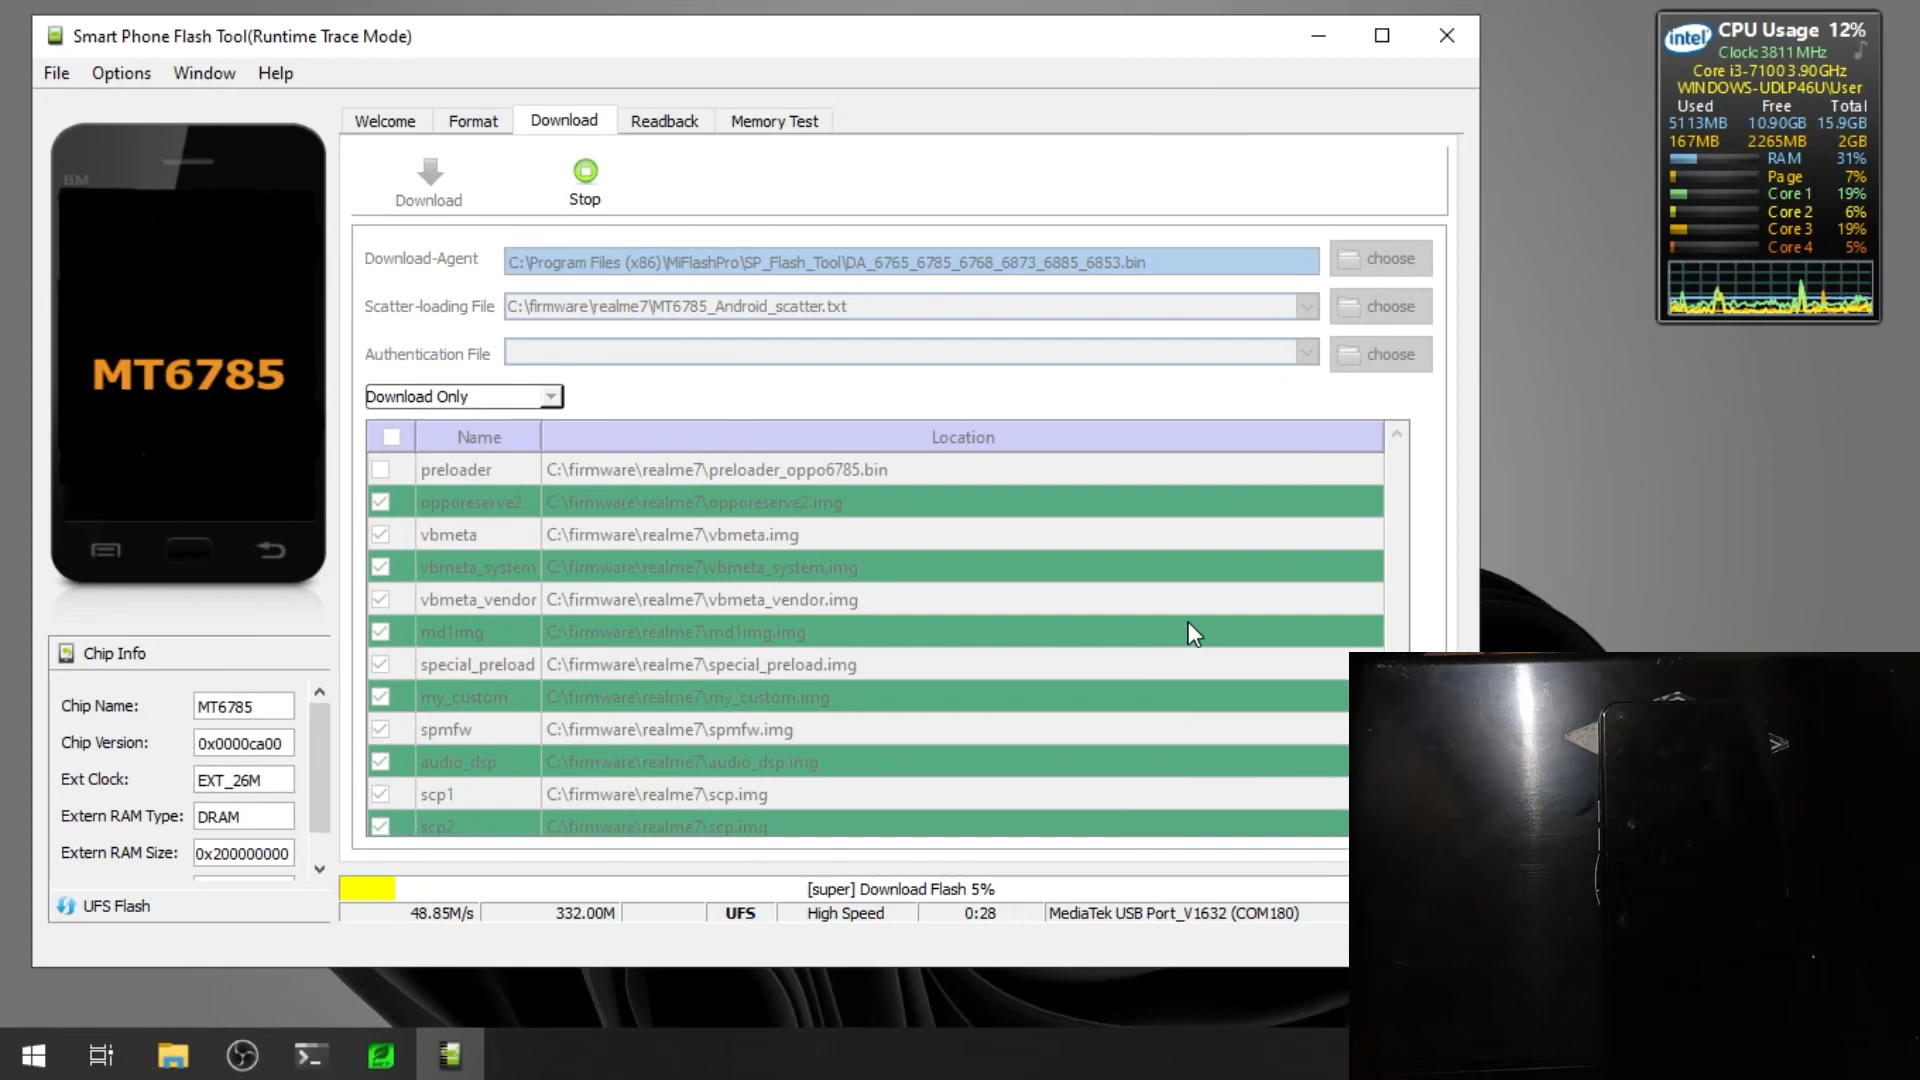 Smart Phone Flash Tool(Runtime Trace Mode)
File Options Window Help
Welcome Format Download Readback Memory Test
Download Stop
Download-Agent C:\Program Files (x86)\MiFlashPro\SP_Flash_Tool\DA_6765_6785_6768_6873_6885_6853.bin choose
Scatter-loading File C:\firmware\realme7\MT6785_Android_scatter.txt choose
Authentication File choose
Download Only
Name Location
preloader C:\firmware\realme7\preloader_oppo6785.bin
opporeserve2 C:\firmware\realme7\opporeserve2.img
vbmeta C:\firmware\realme7\vbmeta.img
vbmeta_system C:\firmware\realme7\vbmeta_system.img
vbmeta_vendor C:\firmware\realme7\vbmeta_vendor.img
md1img C:\firmware\realme7\md1img.img
special_preload C:\firmware\realme7\special_preload.img
my_custom C:\firmware\realme7\my_custom.img
spmfw C:\firmware\realme7\spmfw.img
audio_dsp C:\firmware\realme7\audio_dsp.img
scp1 C:\firmware\realme7\scp.img
scp2 C:\firmware\realme7\scp.img
[super] Download Flash 5%
48.85M/s 332.00M UFS High Speed 0:28 MediaTek USB Port_V1632 (COM180)
BM
MT6785
Chip Info
Chip Name: MT6785
Chip Version: 0x0000ca00
Ext Clock: EXT_26M
Extern RAM Type: DRAM
Extern RAM Size: 0x200000000
UFS Flash
intel CPU Usage 12%
Clock: 3811 MHz
Core i3-7100 3.90GHz
WINDOWS-UDLP46U\User
Used Free Total
5113MB 10.90GB 15.9GB
167MB 2265MB 2GB
RAM 31%
Page 7%
Core 1 19%
Core 2 6%
Core 3 19%
Core 4 5%